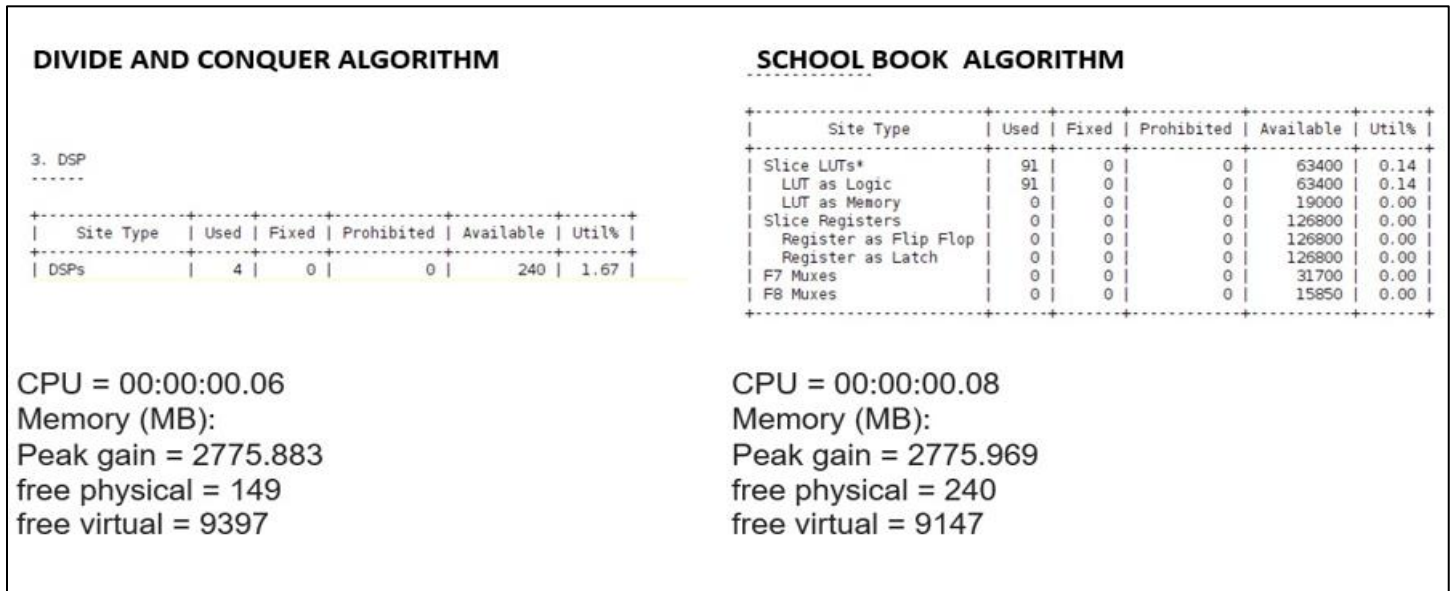 DIVIDE AND CONQUER ALGORITHM
3. DSP
------
+-------------------+------+-------+------------+-----------+-------+
| Site Type | Used | Fixed | Prohibited | Available | Util% |
+-------------------+------+-------+------------+-----------+-------+
| DSPs | 4 | 0 | 0 | 240 | 1.67 |
CPU = 00:00:00.06
Memory (MB):
Peak gain = 2775.883
free physical = 149
free virtual = 9397
SCHOOL BOOK ALGORITHM
--------------
+-------------------------+------+-------+------------+-----------+-------+
| Site Type | Used | Fixed | Prohibited | Available | Util% |
+-------------------------+------+-------+------------+-----------+-------+
| Slice LUTs* | 91 | 0 | 0 | 63400 | 0.14 |
| LUT as Logic | 91 | 0 | 0 | 63400 | 0.14 |
| LUT as Memory | 0 | 0 | 0 | 19000 | 0.00 |
| Slice Registers | 0 | 0 | 0 | 126800 | 0.00 |
| Register as Flip Flop | 0 | 0 | 0 | 126800 | 0.00 |
| Register as Latch | 0 | 0 | 0 | 126800 | 0.00 |
| F7 Muxes | 0 | 0 | 0 | 31700 | 0.00 |
| F8 Muxes | 0 | 0 | 0 | 15850 | 0.00 |
+-------------------------+------+-------+------------+-----------+-------+
CPU = 00:00:00.08
Memory (MB):
Peak gain = 2775.969
free physical = 240
free virtual = 9147